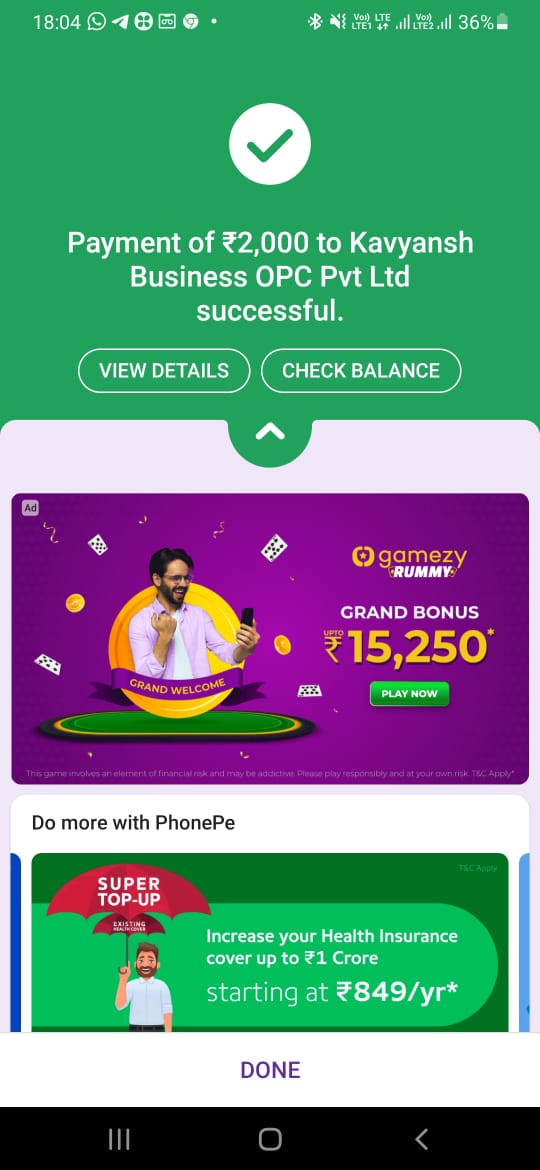 18:04
Vo) LTE
LTE1
Vo)
LTE2
36%
Payment of ₹2,000 to Kavyansh
Business OPC Pvt Ltd
successful.
VIEW DETAILS
CHECK BALANCE
Ad
gamezy
RUMMY
GRAND BONUS
UPTO
₹15,250*
PLAY NOW
GRAND WELCOME
This game involves an element of financial risk and may be addictive. Please play responsibly and at your own risk. T&C Apply*
Do more with PhonePe
T&C Apply
SUPER
TOP-UP
EXISTING
HEALTH COVER
Increase your Health Insurance
cover up to ₹1 Crore
starting at ₹849/yr*
DONE